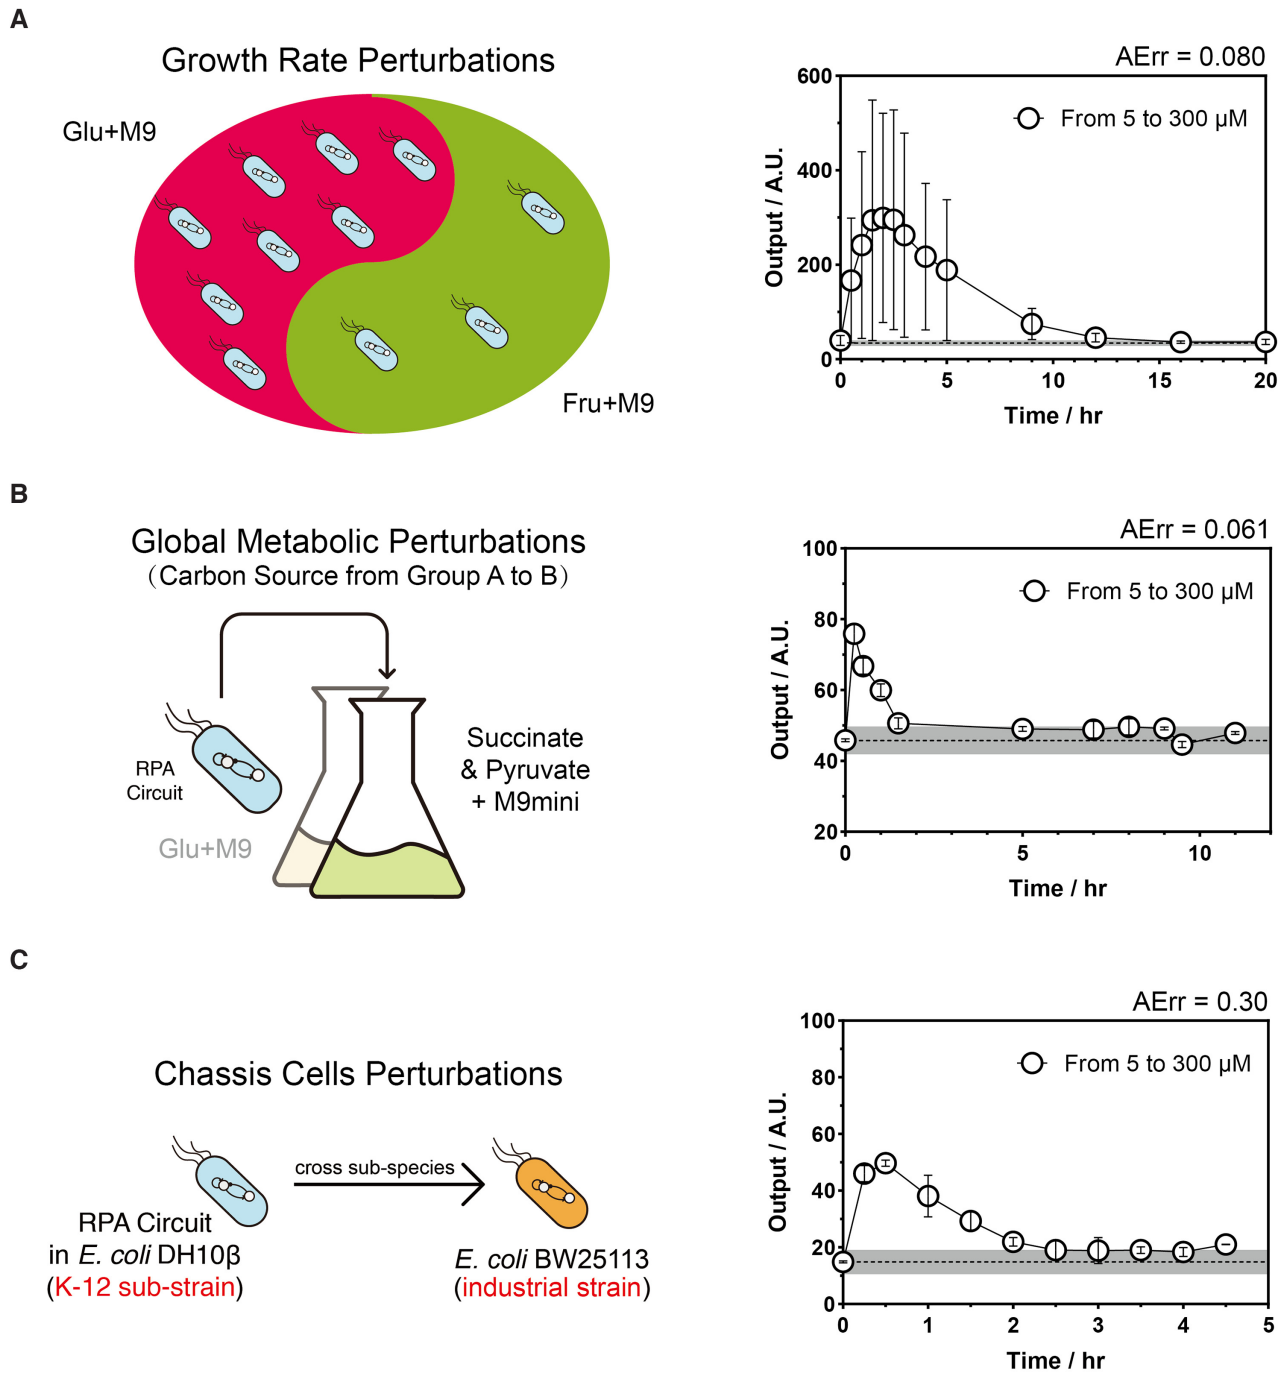 A
Growth Rate Perturbations
Glu+M9
Fru+M9
AErr = 0.080
From 5 to 300 μM
Output / A.U.
600
400
200
0
0 5 10 15 20
Time / hr
B
Global Metabolic Perturbations
(Carbon Source from Group A to B)
RPA
Circuit
Glu+M9
Succinate
& Pyruvate
+ M9mini
AErr = 0.061
From 5 to 300 μM
Output / A.U.
100
80
60
40
20
0 5 10
Time / hr
C
Chassis Cells Perturbations
cross sub-species
RPA Circuit
in E. coli DH10β
(K-12 sub-strain)
E. coli BW25113
(industrial strain)
AErr = 0.30
From 5 to 300 μM
Output / A.U.
100
80
60
40
20
0
0 1 2 3 4 5
Time / hr